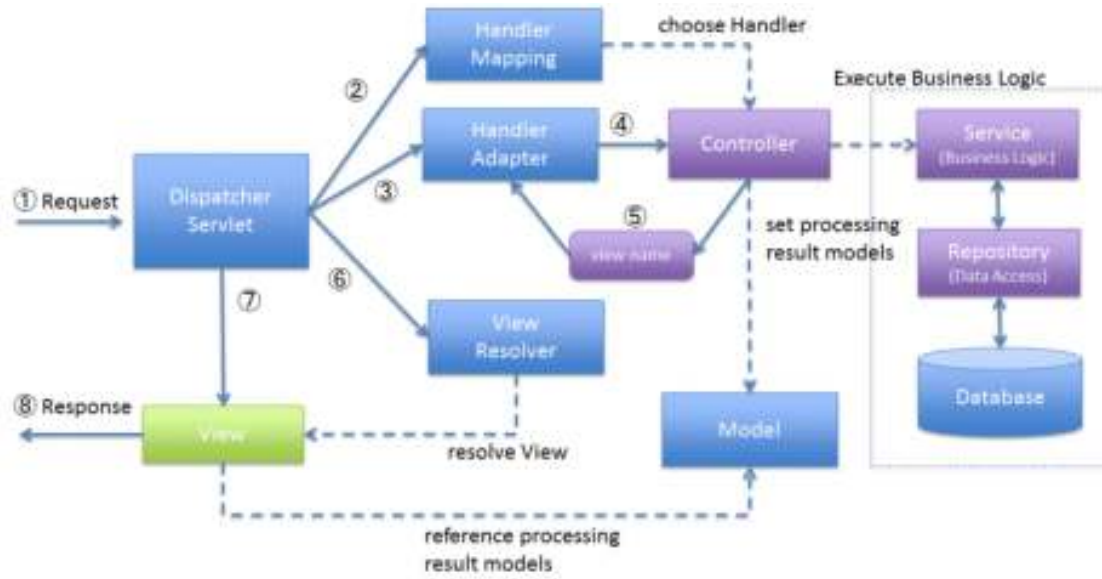 Handler
Mapping
choose Handler
②
Execute Business Logic
Handler
Adapter
④
Controller
Service
(Business Logic)
① Request
Dispatcher
Servlet
③
⑤
view name
set processing
result models
Repository
(Data Access)
⑥
⑦
View
Resolver
Database
⑧ Response
View
resolve View
Model
reference processing
result models